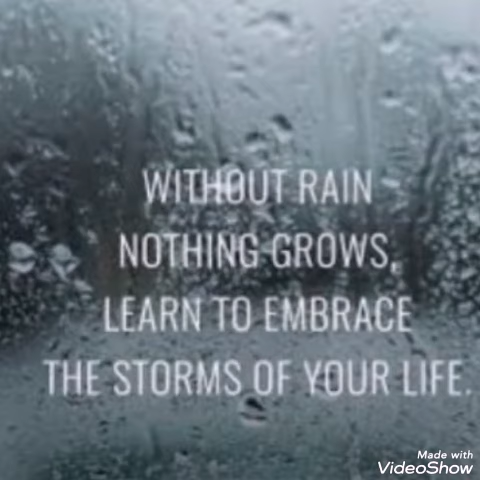 WITHOUT RAIN
NOTHING GROWS,
LEARN TO EMBRACE
THE STORMS OF YOUR LIFE.
Made with
VideoShow